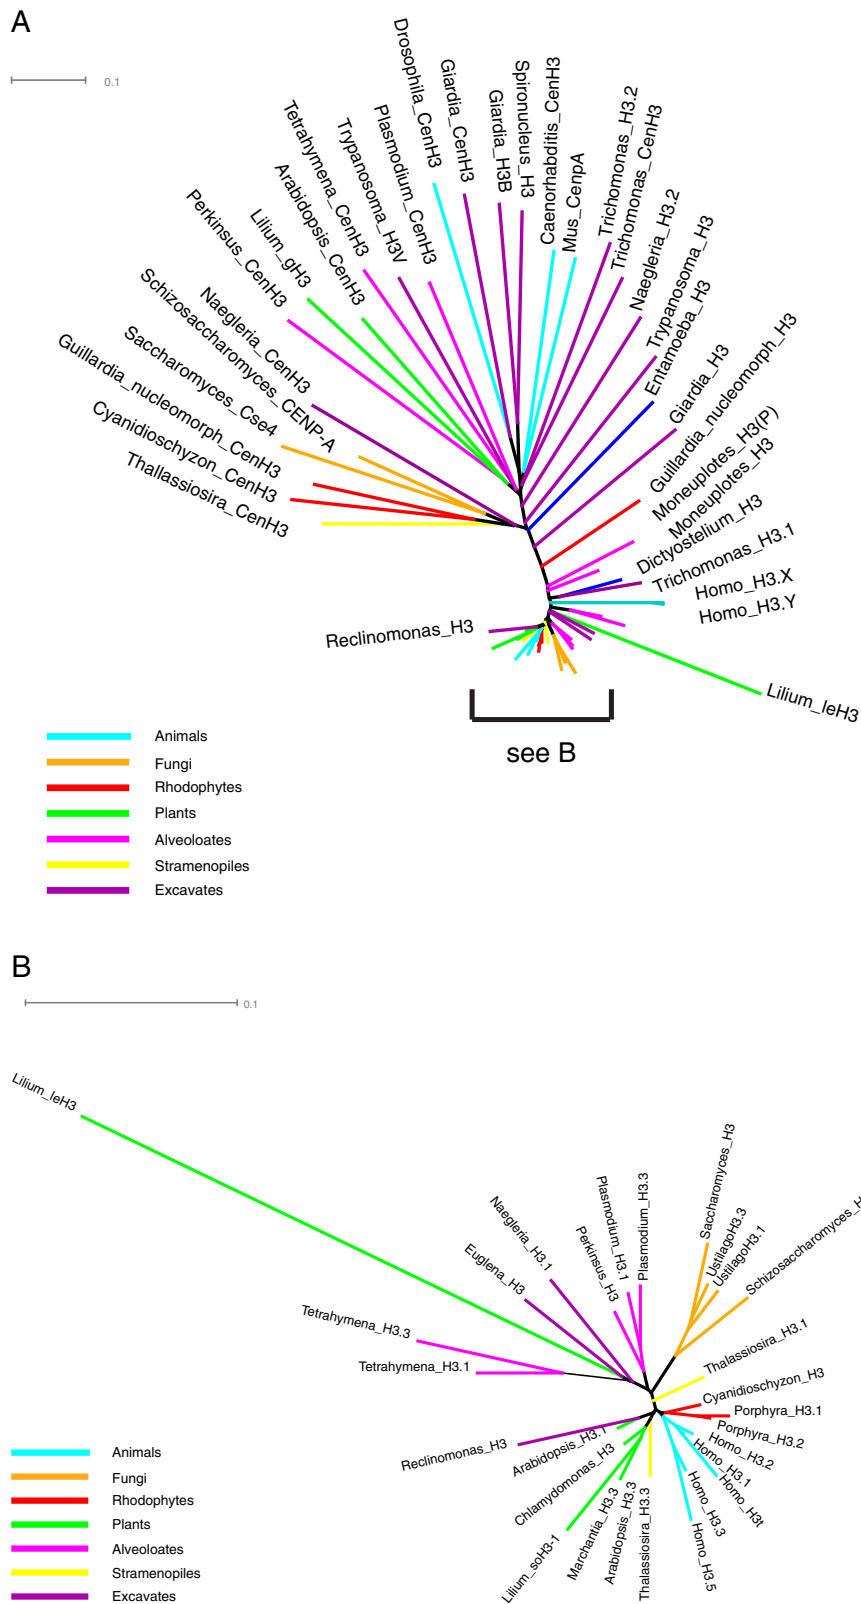 A
0.1
Drosophila_CenH3
Giardia_CenH3
Giardia_H3B
Spironucleus_H3
Caenorhabditis_CenH3
Mus_CenpA
Trichomonas_H3.2
Trichomonas_CenH3
Naegleria_H3.2
Trypanosoma_H3
Entamoeba_H3
Giardia_H3
Guillardia_nucleomorph_H3
Moneuplotes_H3(P)
Moneuplotes_H3
Dictyostelium_H3
Trichomonas_H3.1
Homo_H3.X
Homo_H3.Y
Lilium_leH3
Plasmodium_CenH3
Trypanosoma_H3V
Tetrahymena_CenH3
Arabidopsis_CenH3
Lilium_gH3
Perkinsus_CenH3
Naegleria_CenH3
Schizosaccharomyces_CENP-A
Saccharomyces_Cse4
Guillardia_nucleomorph_CenH3
Cyanidioschyzon_CenH3
Thallassiosira_CenH3
Reclinomonas_H3
see B
Animals
Fungi
Rhodophytes
Plants
Alveoloates
Stramenopiles
Excavates
B
0.1
Lilium_leH3
Tetrahymena_H3.3
Tetrahymena_H3.1
Euglena_H3
Naegleria_H3.1
Perkinsus_H3
Plasmodium_H3.1
Plasmodium_H3.3
Saccharomyces_H3
UstilagoH3.3
UstilagoH3.1
Schizosaccharomyces_H
Thalassiosira_H3.1
Cyanidioschyzon_H3
Porphyra_H3.1
Porphyra_H3.2
Homo_H3.2
Homo_H3.1
Homo_H3t
Homo_H3.3
Homo_H3.5
Thalassiosira_H3.3
Arabidopsis_H3.3
Marchantia_H3.3
Lilium_soH3-1
Chlamydomonas_H3
Arabidopsis_H3.1
Reclinomonas_H3
Animals
Fungi
Rhodophytes
Plants
Alveoloates
Stramenopiles
Excavates